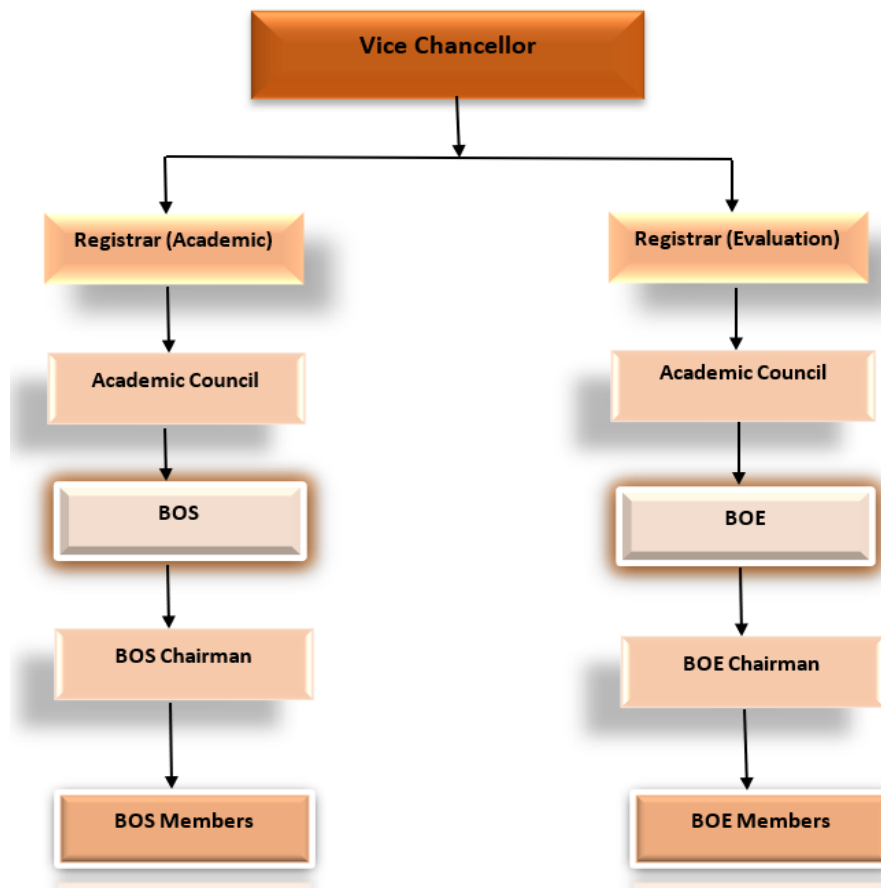 Vice Chancellor
Registrar (Academic)
Registrar (Evaluation)
Academic Council
Academic Council
BOS
BOE
BOS Chairman
BOE Chairman
BOS Members
BOE Members